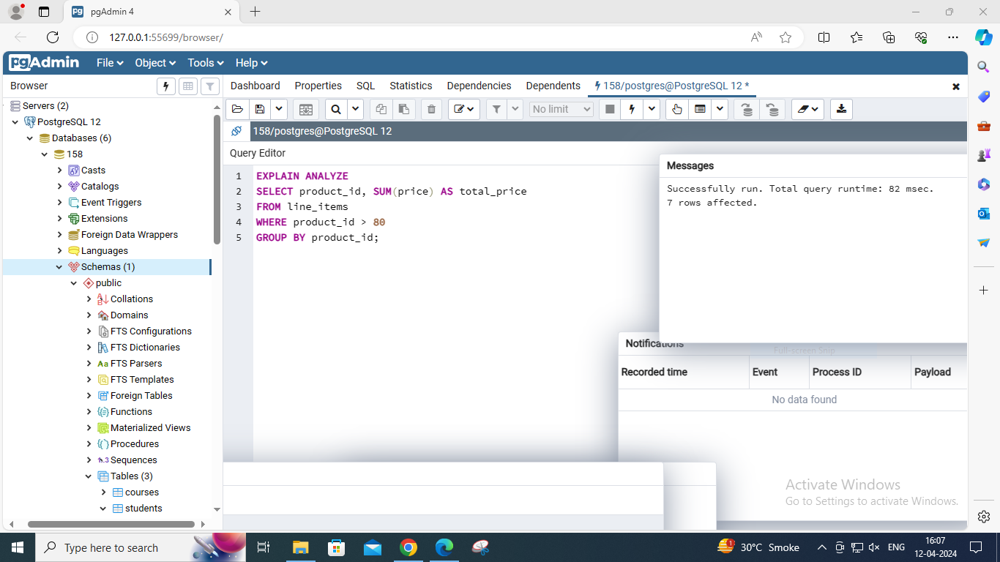 pgAdmin 4
127.0.0.1:55699/browser/
pgAdmin File Object Tools Help
Browser
Dashboard Properties SQL Statistics Dependencies Dependents 158/postgres@PostgreSQL 12 *
No limit
158/postgres@PostgreSQL 12
Servers (2)
PostgreSQL 12
Databases (6)
158
Casts
Catalogs
Event Triggers
Extensions
Foreign Data Wrappers
Languages
Schemas (1)
public
Collations
Domains
FTS Configurations
FTS Dictionaries
Aa FTS Parsers
FTS Templates
Foreign Tables
Functions
Materialized Views
Procedures
Sequences
Tables (3)
courses
students
Query Editor
1 EXPLAIN ANALYZE
2 SELECT product_id, SUM(price) AS total_price
3 FROM line_items
4 WHERE product_id > 80
5 GROUP BY product_id;
Messages
Successfully run. Total query runtime: 82 msec.
7 rows affected.
Notifications
Full-screen Snip
Recorded time Event Process ID Payload
No data found
Activate Windows
Go to Settings to activate Windows.
Type here to search
30°C Smoke
ENG
16:07
12-04-2024